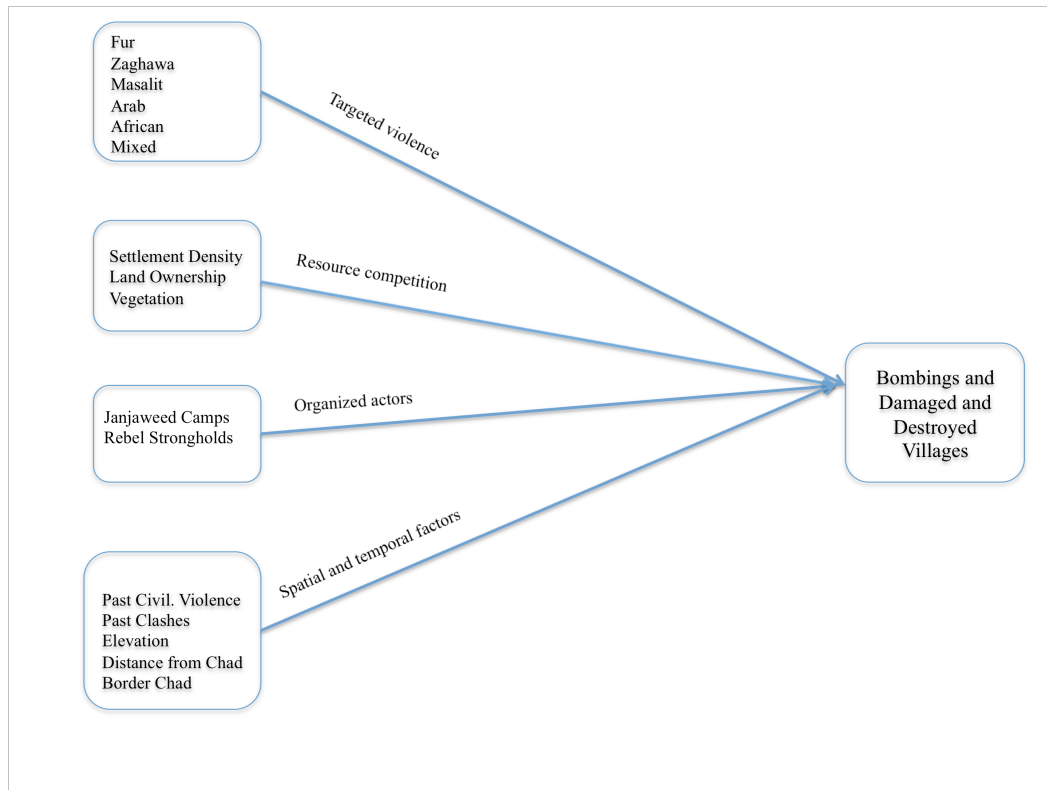 Fur
Zaghawa
Masalit
Arab
African
Mixed
Targeted violence
Settlement Density
Land Ownership
Vegetation
Resource competition
Janjaweed Camps
Rebel Strongholds
Organized actors
Past Civil. Violence
Past Clashes
Elevation
Distance from Chad
Border Chad
Spatial and temporal factors
Bombings and
Damaged and
Destroyed
Villages